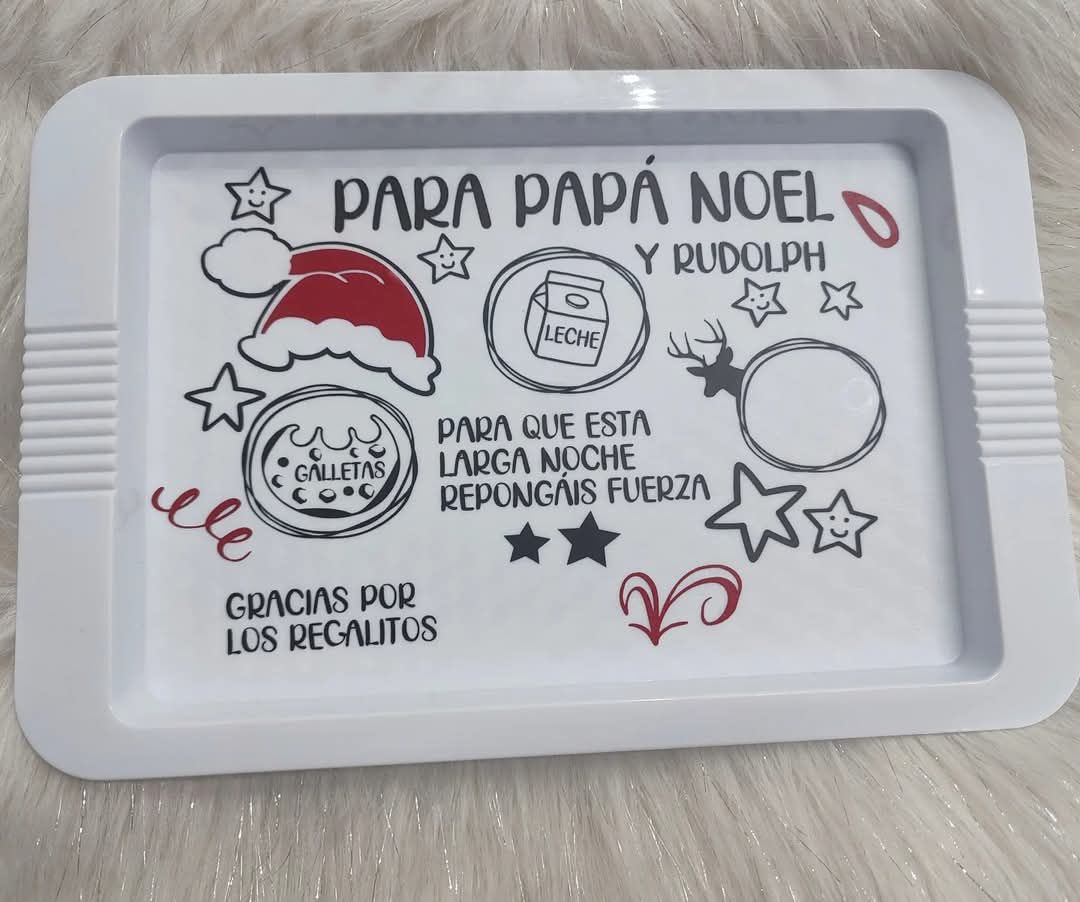 PARA PAPÁ NOEL
Y RUDOLPH
LECHE
GALLETAS
PARA QUE ESTA
LARGA NOCHE
REPONGÁIS FUERZA
GRACIAS POR
LOS REGALITOS